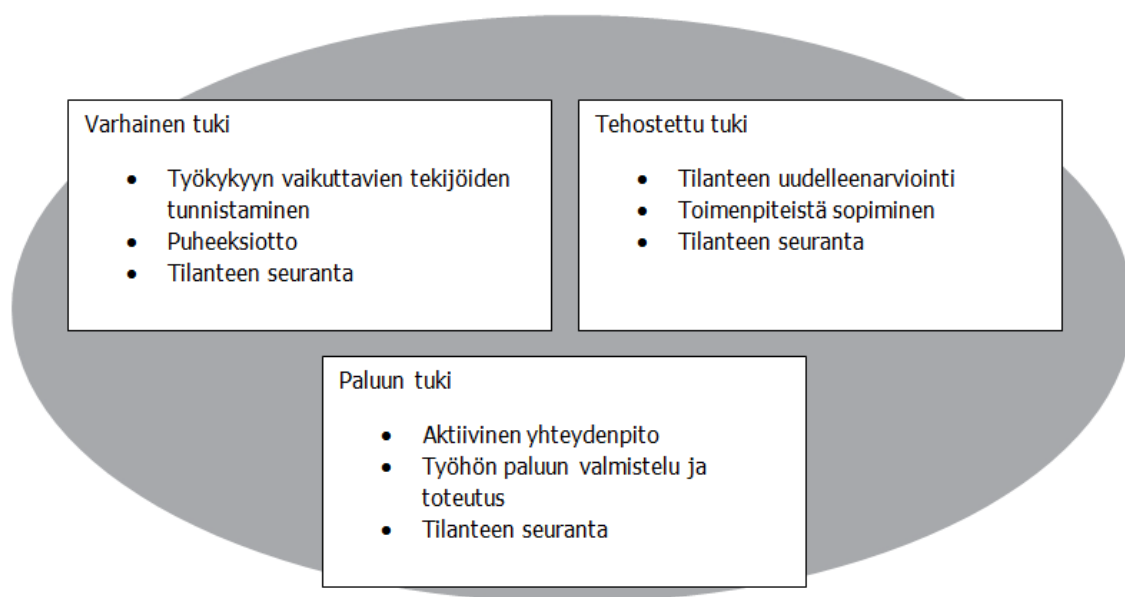 Varhainen tuki
• Työkykyyn vaikuttavien tekijöiden
tunnistaminen
• Puheeksiotto
• Tilanteen seuranta
Tehostettu tuki
• Tilanteen uudelleenarviointi
• Toimenpiteistä sopiminen
• Tilanteen seuranta
Paluun tuki
• Aktiivinen yhteydenpito
• Työhön paluun valmistelu ja
toteutus
• Tilanteen seuranta